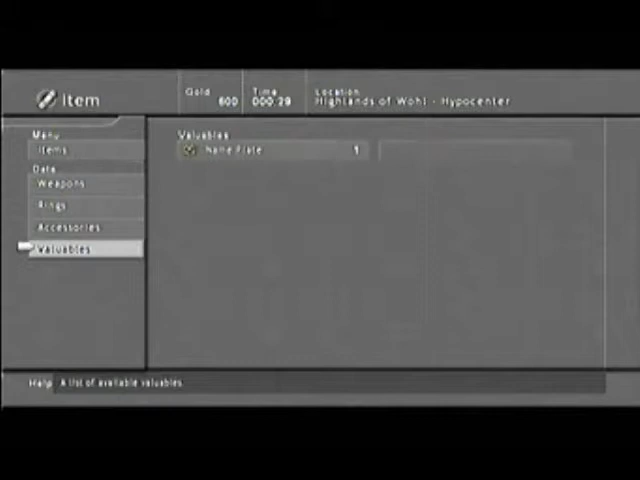 Item
Gold
600
Time
000:29
Location
Highlands of Wohl - Hypocenter
Menu
Items
Data
Weapons
Rings
Accessories
Valuables
Valuables
Name Plate 1
Help A list of available valuables